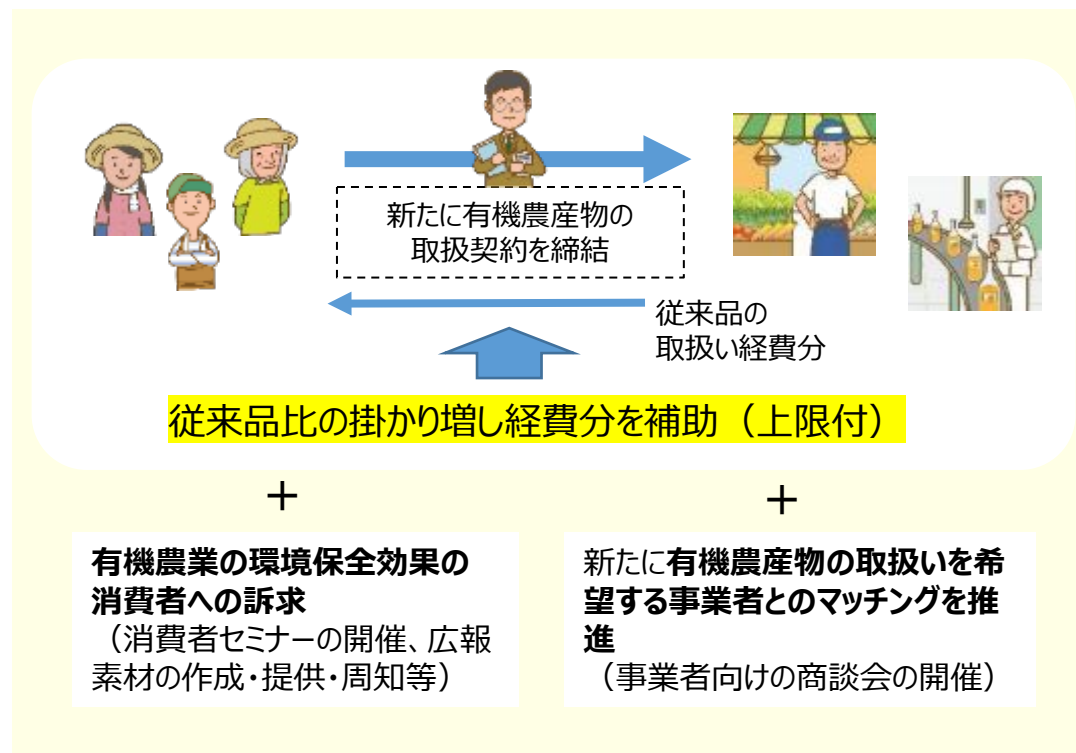 新たに有機農産物の
取扱契約を締結
従来品の
取扱い経費分
従来品比の掛かり増し経費分を補助（上限付）
＋
＋
有機農業の環境保全効果の
消費者への訴求
（消費者セミナーの開催、広報
素材の作成・提供・周知等）
新たに有機農産物の取扱いを希
望する事業者とのマッチングを推
進
（事業者向けの商談会の開催）